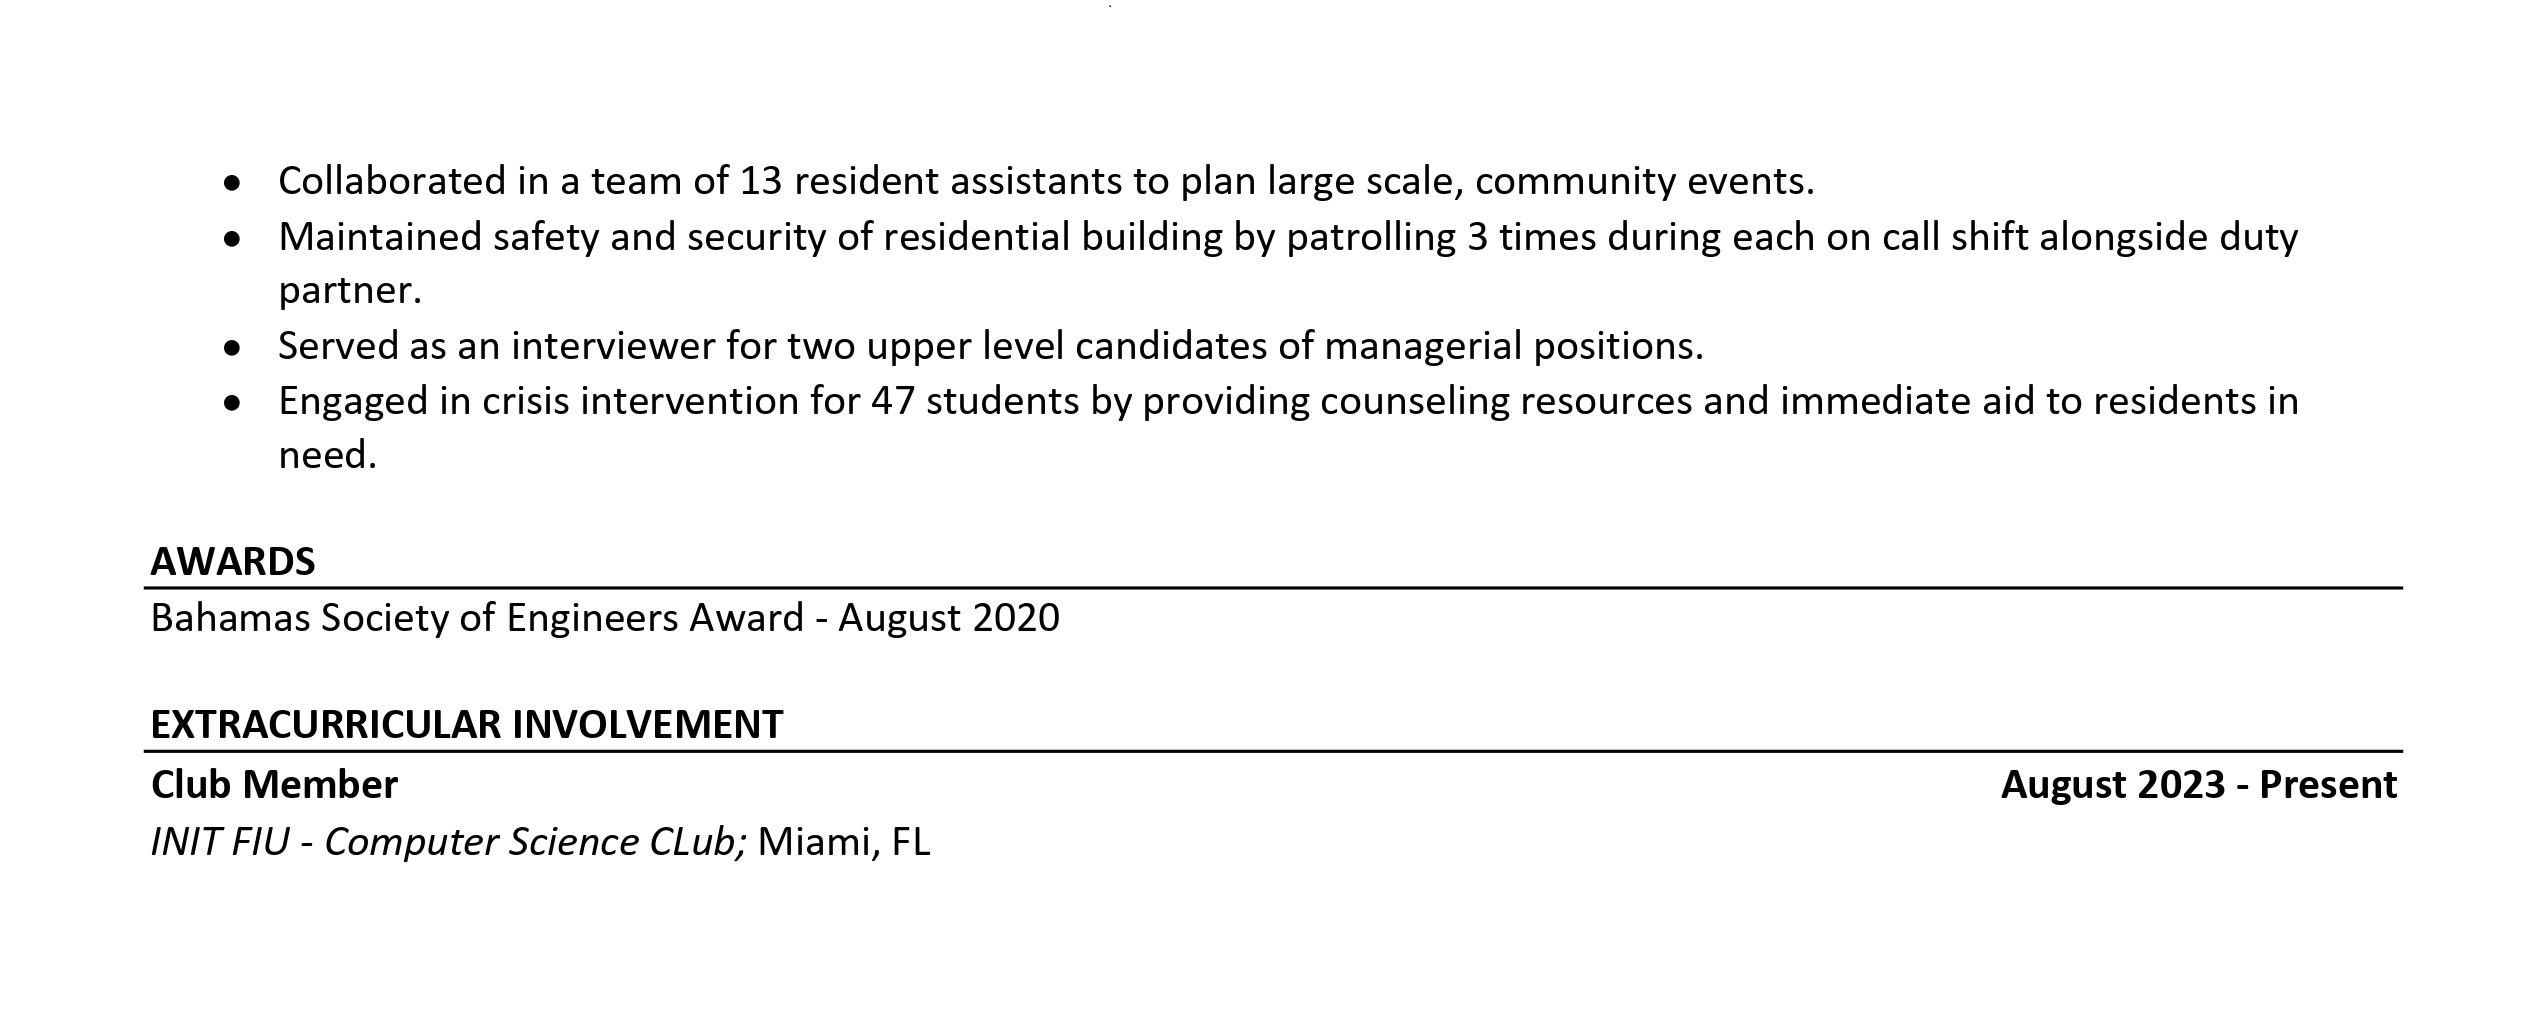 • Collaborated in a team of 13 resident assistants to plan large scale, community events.
• Maintained safety and security of residential building by patrolling 3 times during each on call shift alongside duty
partner.
• Served as an interviewer for two upper level candidates of managerial positions.
• Engaged in crisis intervention for 47 students by providing counseling resources and immediate aid to residents in
need.
AWARDS
Bahamas Society of Engineers Award - August 2020
EXTRACURRICULAR INVOLVEMENT
Club Member August 2023 - Present
INIT FIU - Computer Science CLub; Miami, FL